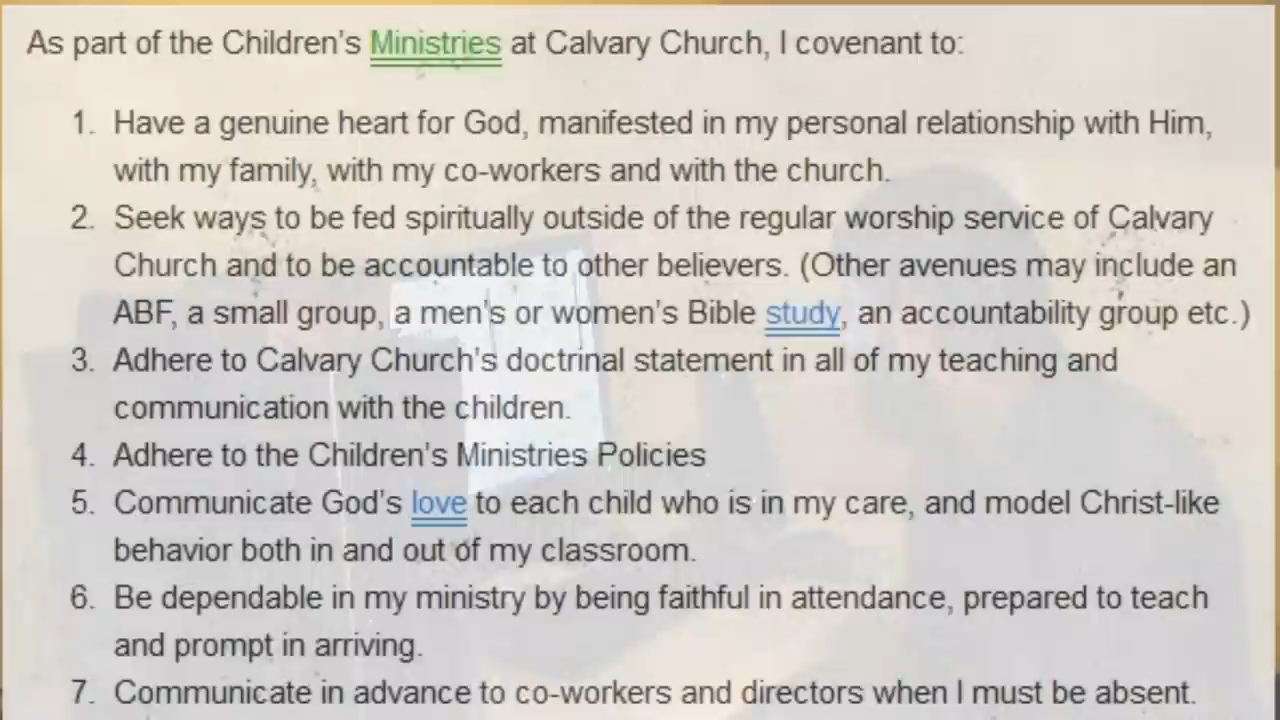 As part of the Children's Ministries at Calvary Church, I covenant to:
1. Have a genuine heart for God, manifested in my personal relationship with Him,
with my family, with my co-workers and with the church.
2. Seek ways to be fed spiritually outside of the regular worship service of Calvary
Church and to be accountable to other believers. (Other avenues may include an
ABF, a small group, a men's or women's Bible study, an accountability group etc.)
3. Adhere to Calvary Church's doctrinal statement in all of my teaching and
communication with the children.
4. Adhere to the Children's Ministries Policies
5. Communicate God's love to each child who is in my care, and model Christ-like
behavior both in and out of my classroom.
6. Be dependable in my ministry by being faithful in attendance, prepared to teach
and prompt in arriving.
7. Communicate in advance to co-workers and directors when I must be absent.